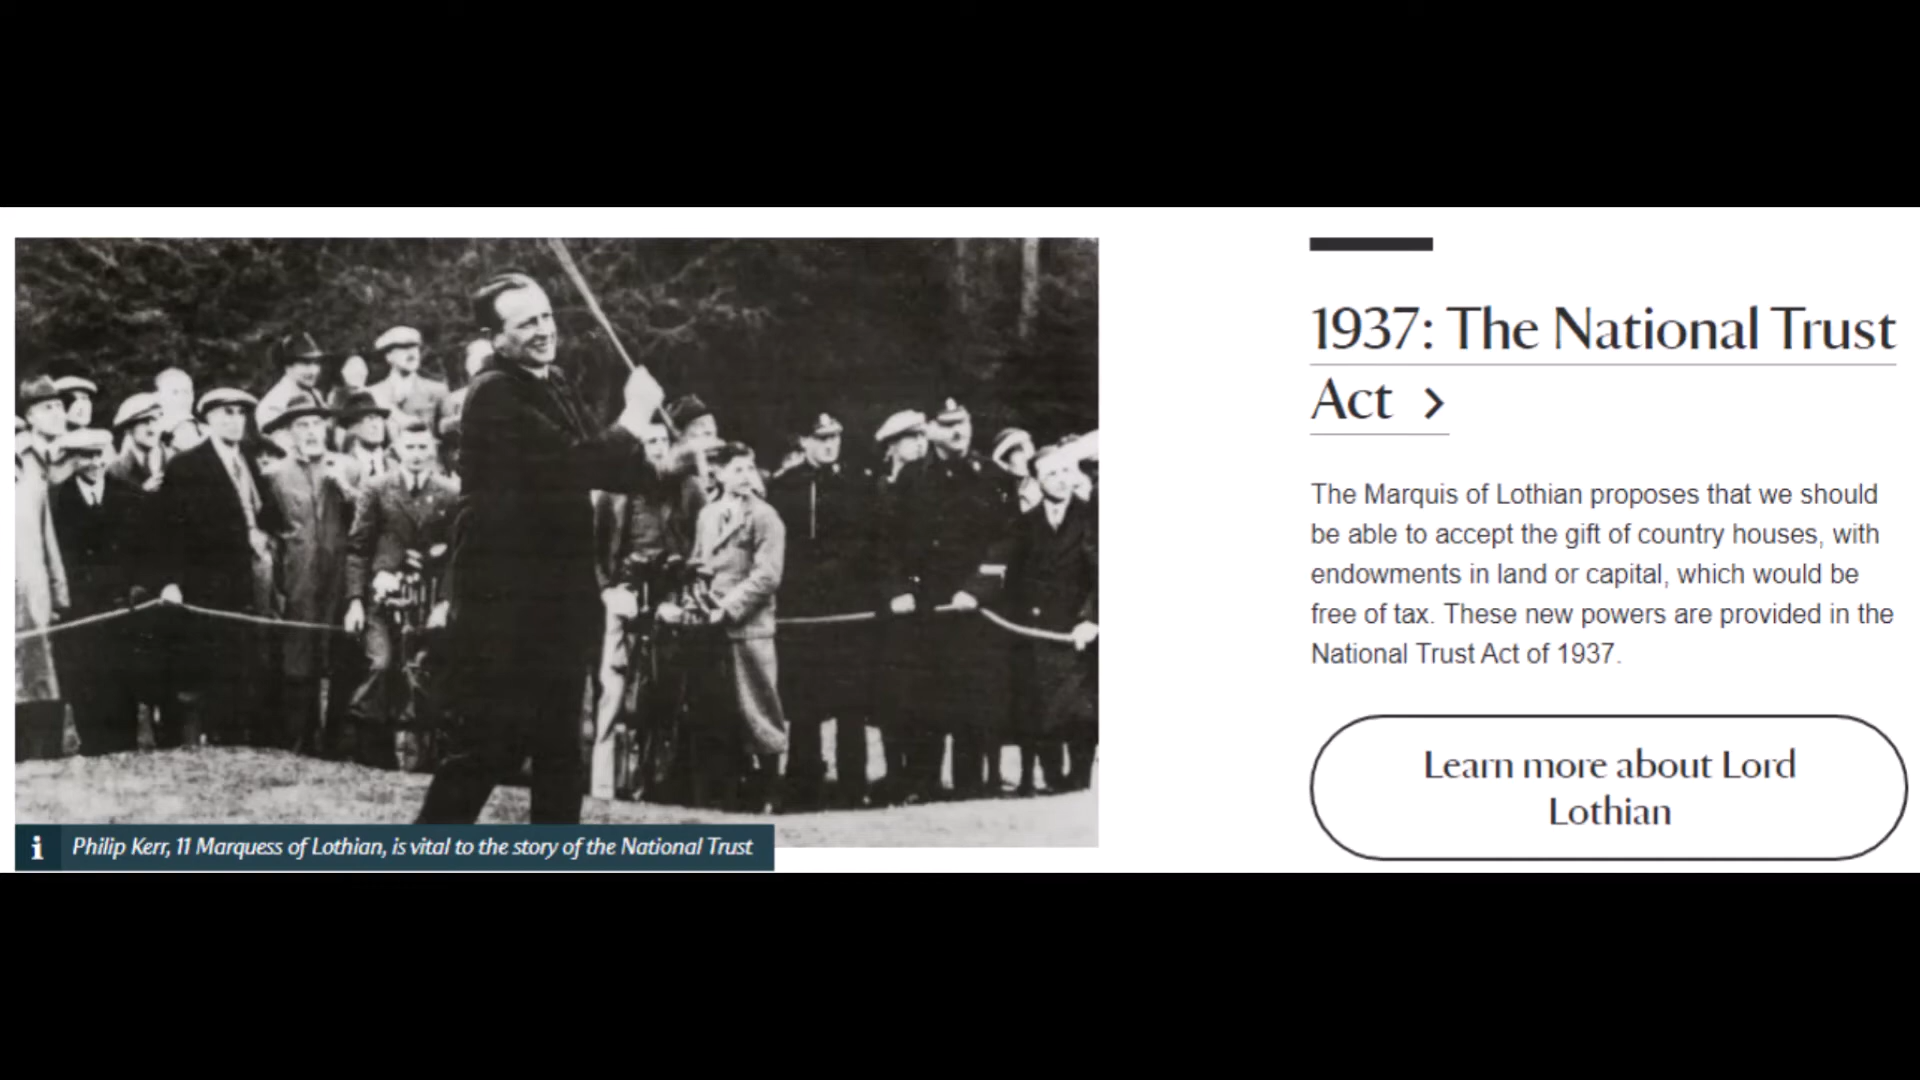 1937: The National Trust
Act >
The Marquis of Lothian proposes that we should
be able to accept the gift of country houses, with
endowments in land or capital, which would be
free of tax. These new powers are provided in the
National Trust Act of 1937.
Learn more about Lord
Lothian
i Philip Kerr, 11 Marquess of Lothian, is vital to the story of the National Trust